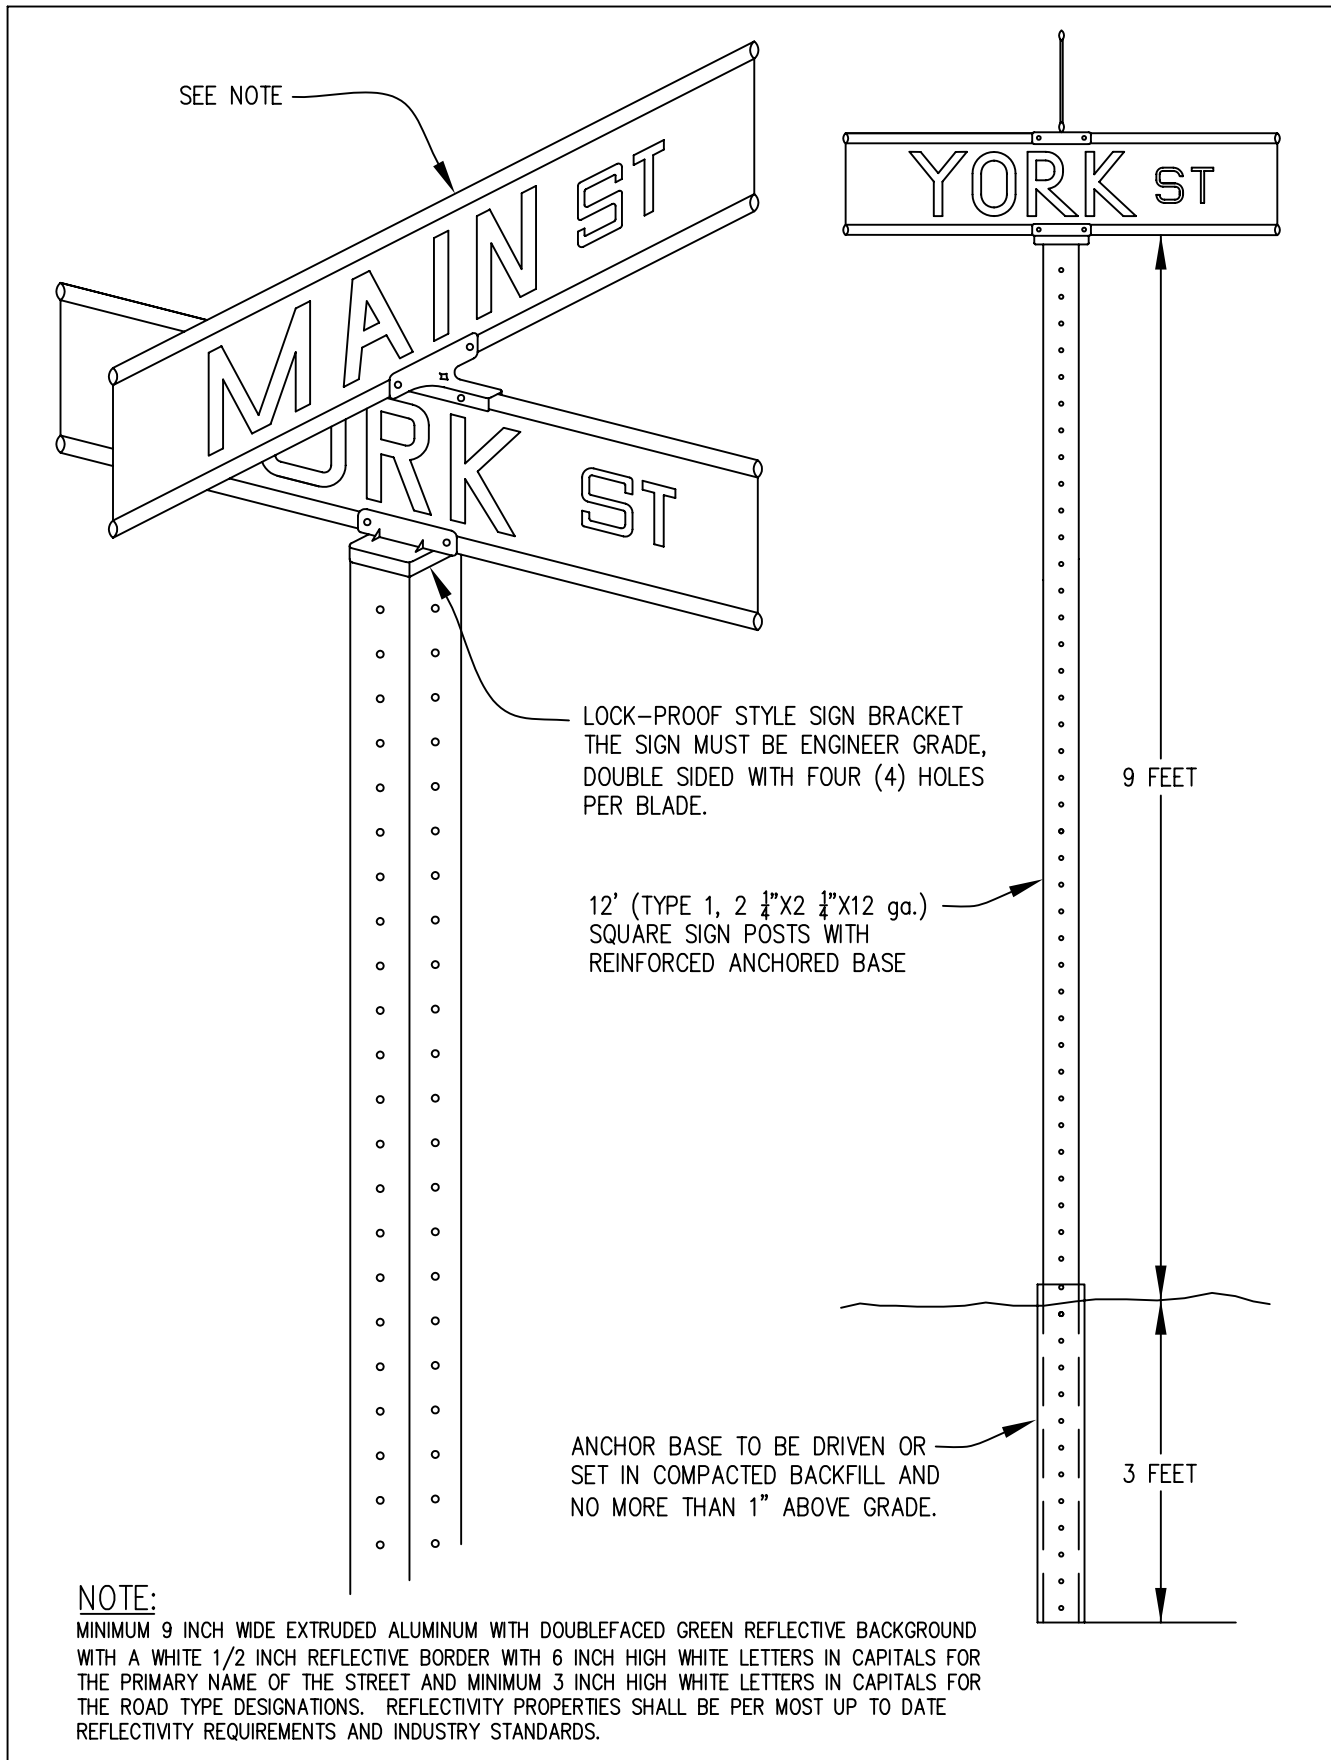 SEE NOTE
MAIN ST
YORK ST
ORK ST
LOCK-PROOF STYLE SIGN BRACKET
THE SIGN MUST BE ENGINEER GRADE,
DOUBLE SIDED WITH FOUR (4) HOLES
PER BLADE.
9 FEET
12' (TYPE 1, 2 1/4"X2 1/4"X12 ga.)
SQUARE SIGN POSTS WITH
REINFORCED ANCHORED BASE
ANCHOR BASE TO BE DRIVEN OR
SET IN COMPACTED BACKFILL AND
NO MORE THAN 1" ABOVE GRADE.
3 FEET
NOTE:
MINIMUM 9 INCH WIDE EXTRUDED ALUMINUM WITH DOUBLEFACED GREEN REFLECTIVE BACKGROUND
WITH A WHITE 1/2 INCH REFLECTIVE BORDER WITH 6 INCH HIGH WHITE LETTERS IN CAPITALS FOR
THE PRIMARY NAME OF THE STREET AND MINIMUM 3 INCH HIGH WHITE LETTERS IN CAPITALS FOR
THE ROAD TYPE DESIGNATIONS.  REFLECTIVITY PROPERTIES SHALL BE PER MOST UP TO DATE
REFLECTIVITY REQUIREMENTS AND INDUSTRY STANDARDS.